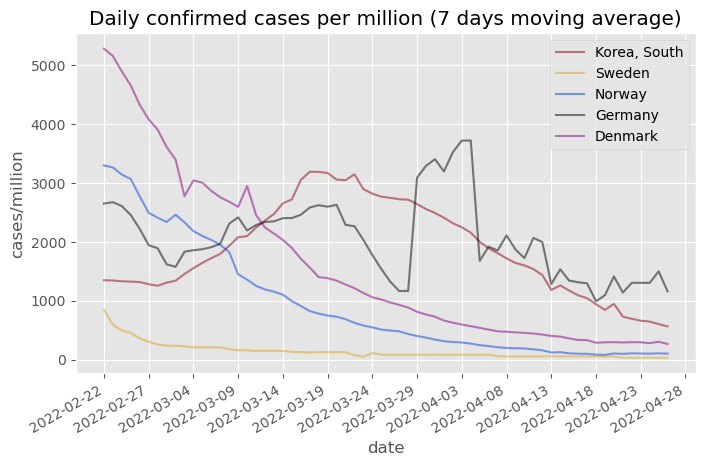 Daily confirmed cases per million (7 days moving average)
Korea, South
Sweden
Norway
Germany
Denmark
cases/million
5000
4000
3000
2000
1000
0
2022-02-22
2022-02-27
2022-03-04
2022-03-09
2022-03-14
2022-03-19
2022-03-24
2022-03-29
2022-04-03
2022-04-08
2022-04-13
2022-04-18
2022-04-23
2022-04-28
date